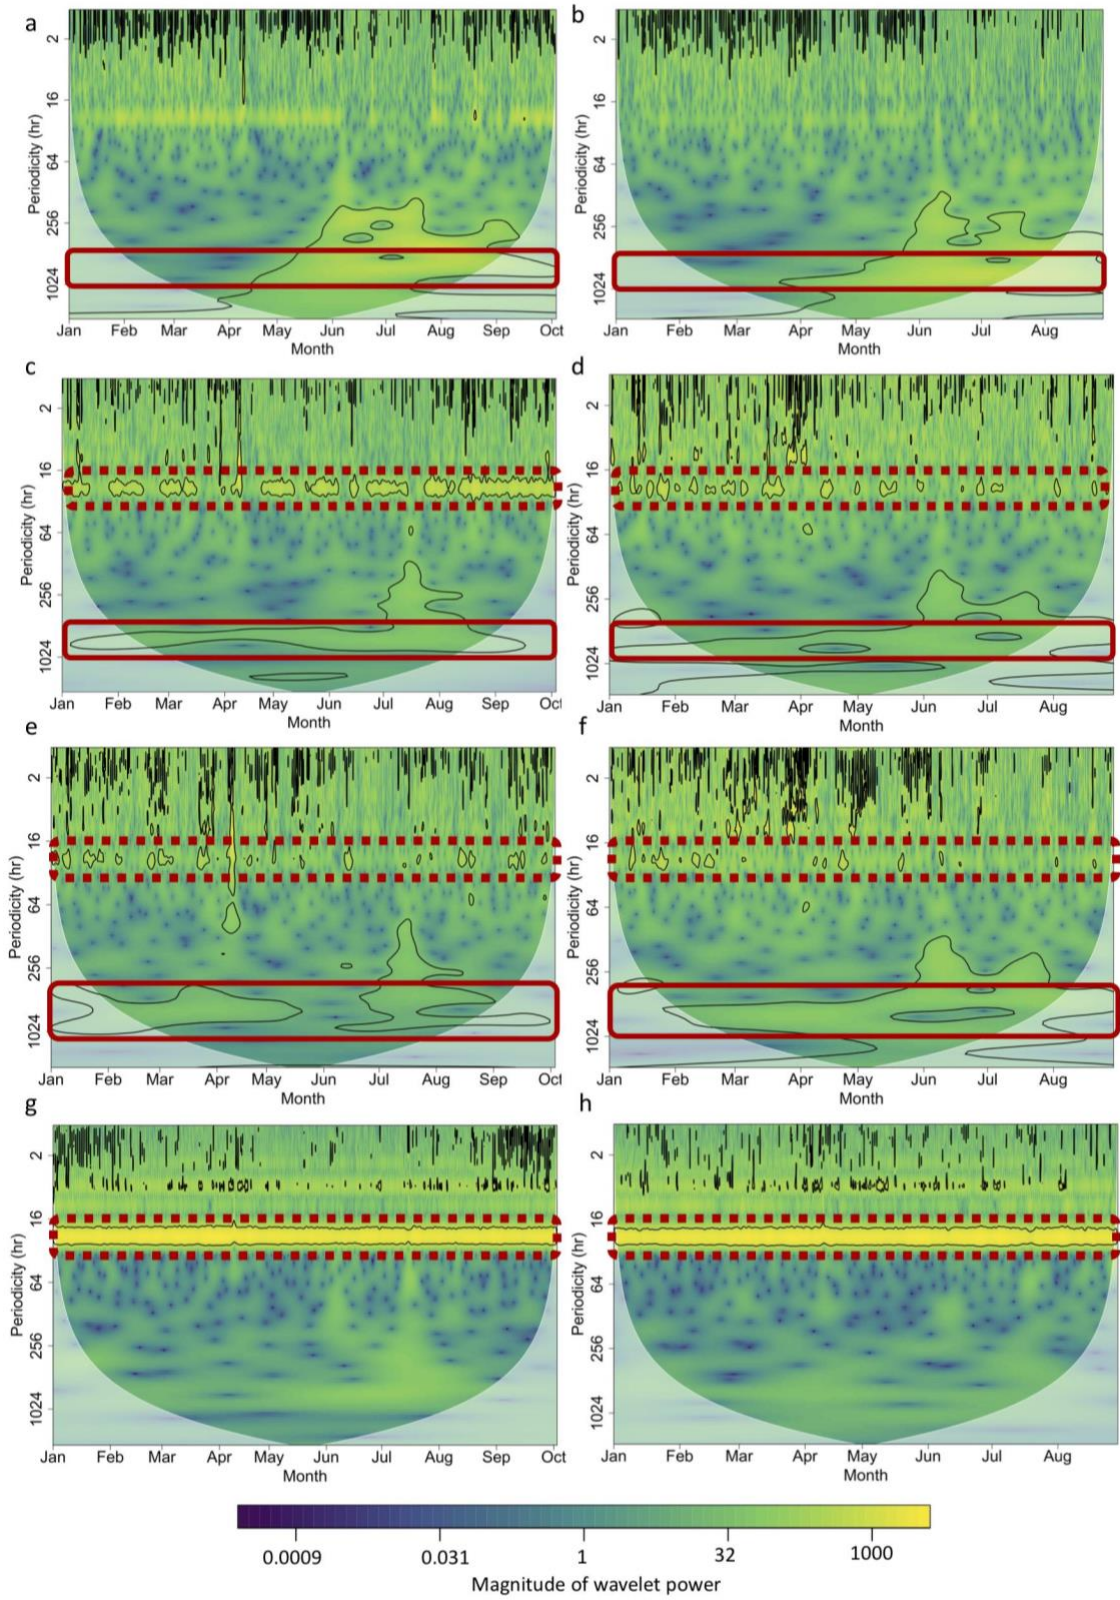 a
2
16
64
256
1024
Periodicity (hr)
Jan Feb Mar Apr May Jun Jul Aug Sep Oct
Month
b
2
16
64
256
1024
Periodicity (hr)
Jan Feb Mar Apr May Jun Jul Aug
Month
c
2
16
64
256
1024
Periodicity (hr)
Jan Feb Mar Apr May Jun Jul Aug Sep Oct
Month
d
2
16
64
256
1024
Periodicity (hr)
Jan Feb Mar Apr May Jun Jul Aug
Month
e
2
16
64
256
1024
Periodicity (hr)
Jan Feb Mar Apr May Jun Jul Aug Sep Oct
Month
f
2
16
64
256
1024
Periodicity (hr)
Jan Feb Mar Apr May Jun Jul Aug
Month
g
2
16
64
256
1024
Periodicity (hr)
Jan Feb Mar Apr May Jun Jul Aug Sep Oct
Month
h
2
16
64
256
1024
Periodicity (hr)
Jan Feb Mar Apr May Jun Jul Aug
Month
0.0009 0.031 1 32 1000
Magnitude of wavelet power